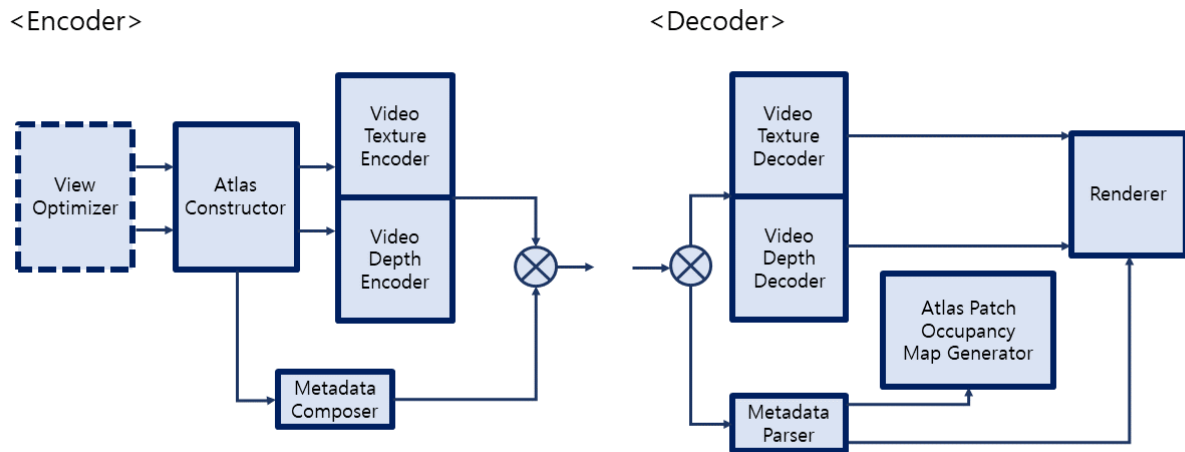 <Encoder>
<Decoder>
View
Optimizer
Atlas
Constructor
Video
Texture
Encoder
Video
Depth
Encoder
Metadata
Composer
Video
Texture
Decoder
Video
Depth
Decoder
Metadata
Parser
Atlas Patch
Occupancy
Map Generator
Renderer